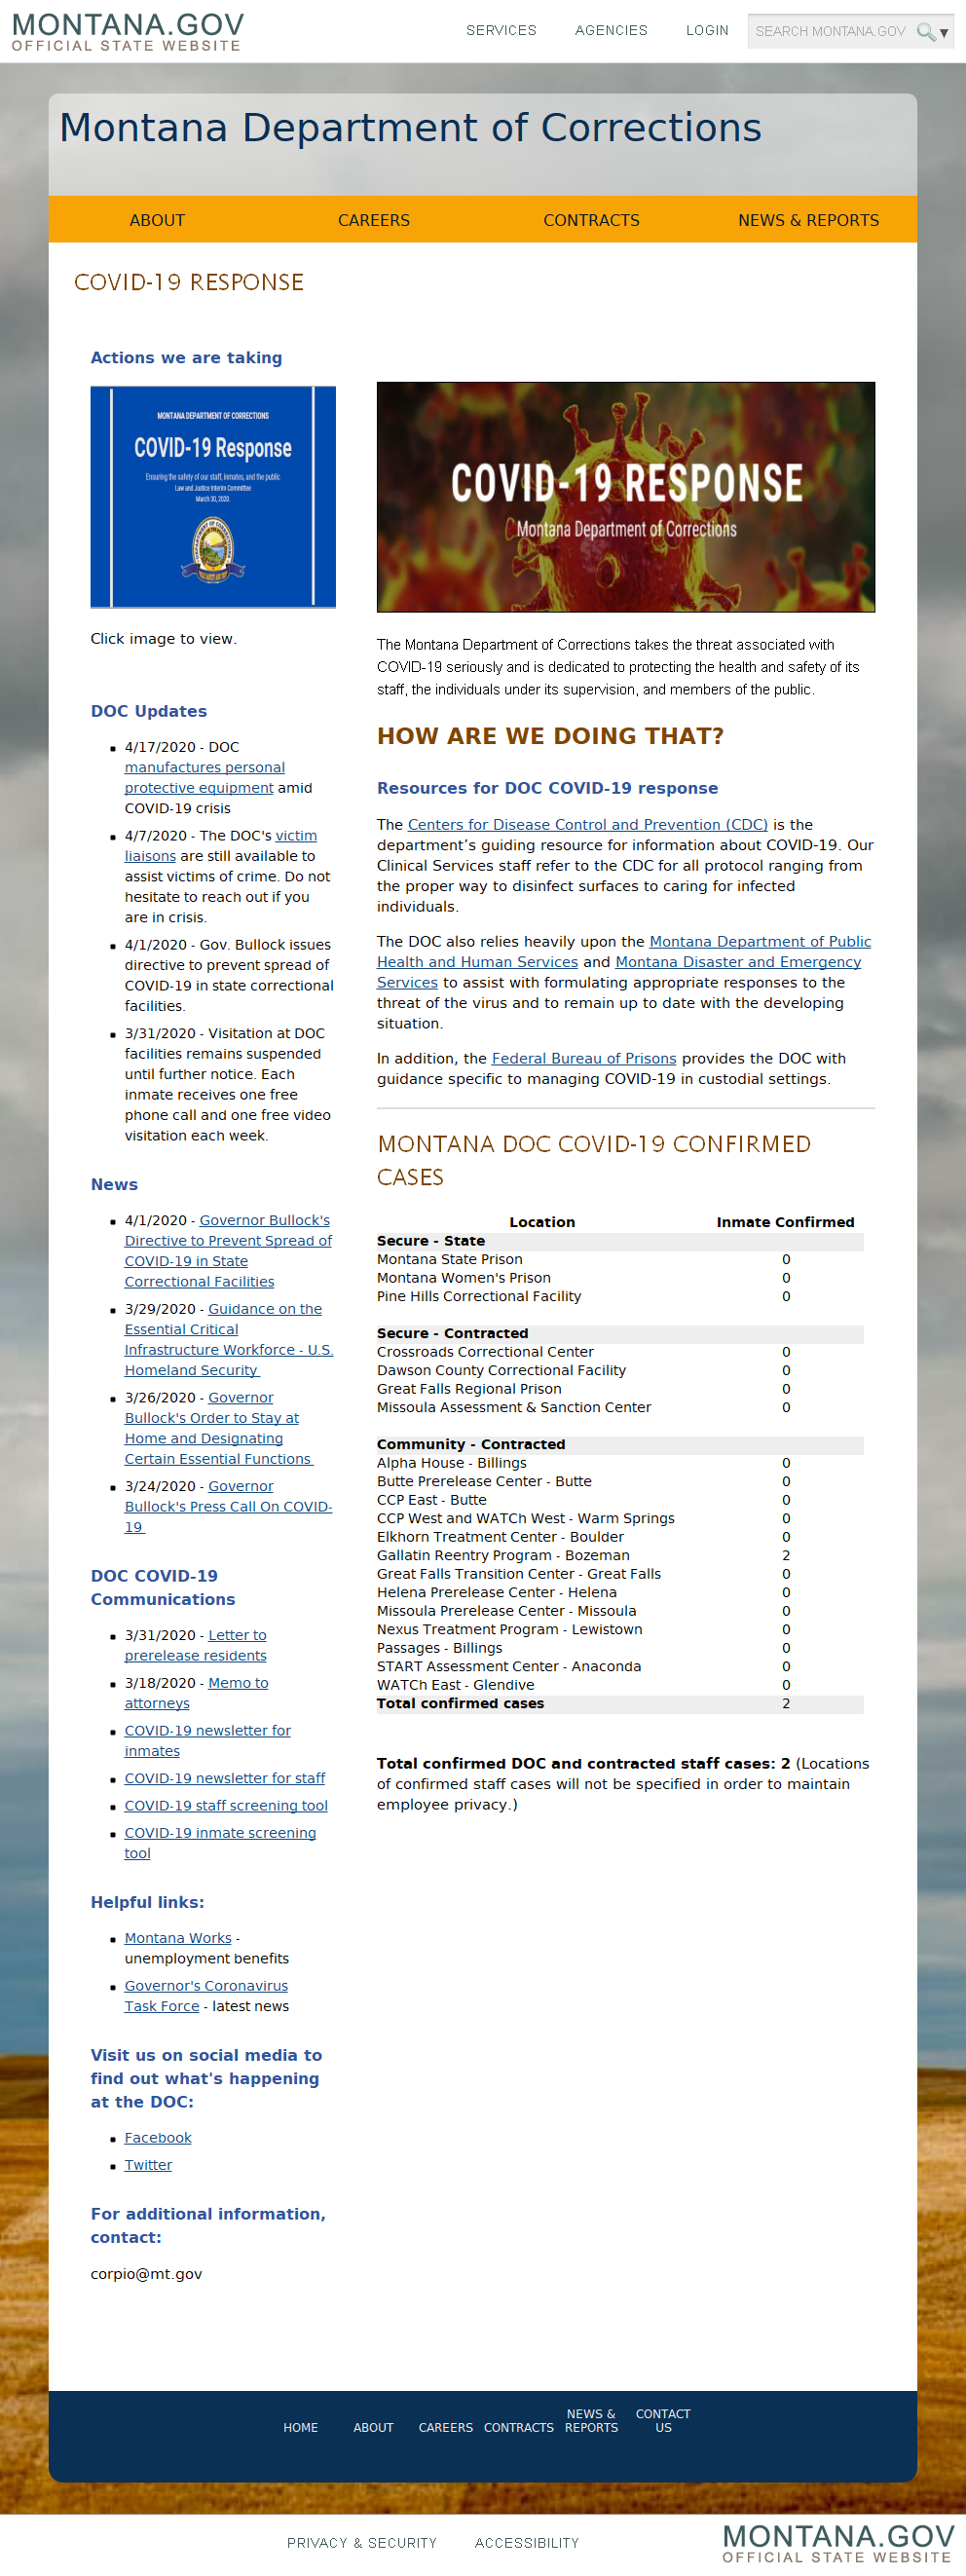 MONTANA.GOV
OFFICIAL STATE WEBSITE
SERVICES AGENCIES LOGIN SEARCH MONTANA.GOV
Montana Department of Corrections
ABOUT CAREERS CONTRACTS NEWS & REPORTS
COVID-19 RESPONSE
Actions we are taking
MONTANA DEPARTMENT OF CORRECTIONS
COVID-19 Response
Ensuring the safety of our staff, inmates, and the public
Law and Justice Interim Committee
March 30, 2020
Click image to view.
DOC Updates
4/17/2020 - DOC
manufactures personal
protective equipment amid
COVID-19 crisis
4/7/2020 - The DOC's victim
liaisons are still available to
assist victims of crime. Do not
hesitate to reach out if you
are in crisis.
4/1/2020 - Gov. Bullock issues
directive to prevent spread of
COVID-19 in state correctional
facilities.
3/31/2020 - Visitation at DOC
facilities remains suspended
until further notice. Each
inmate receives one free
phone call and one free video
visitation each week.
News
4/1/2020 - Governor Bullock's
Directive to Prevent Spread of
COVID-19 in State
Correctional Facilities
3/29/2020 - Guidance on the
Essential Critical
Infrastructure Workforce - U.S.
Homeland Security
3/26/2020 - Governor
Bullock's Order to Stay at
Home and Designating
Certain Essential Functions
3/24/2020 - Governor
Bullock's Press Call On COVID-
19
DOC COVID-19
Communications
3/31/2020 - Letter to
prerelease residents
3/18/2020 - Memo to
attorneys
COVID-19 newsletter for
inmates
COVID-19 newsletter for staff
COVID-19 staff screening tool
COVID-19 inmate screening
tool
Helpful links:
Montana Works -
unemployment benefits
Governor's Coronavirus
Task Force - latest news
Visit us on social media to
find out what's happening
at the DOC:
Facebook
Twitter
For additional information,
contact:
corpio@mt.gov
COVID-19 RESPONSE
Montana Department of Corrections
The Montana Department of Corrections takes the threat associated with
COVID-19 seriously and is dedicated to protecting the health and safety of its
staff, the individuals under its supervision, and members of the public.
HOW ARE WE DOING THAT?
Resources for DOC COVID-19 response
The Centers for Disease Control and Prevention (CDC) is the
department’s guiding resource for information about COVID-19. Our
Clinical Services staff refer to the CDC for all protocol ranging from
the proper way to disinfect surfaces to caring for infected
individuals.
The DOC also relies heavily upon the Montana Department of Public
Health and Human Services and Montana Disaster and Emergency
Services to assist with formulating appropriate responses to the
threat of the virus and to remain up to date with the developing
situation.
In addition, the Federal Bureau of Prisons provides the DOC with
guidance specific to managing COVID-19 in custodial settings.
MONTANA DOC COVID-19 CONFIRMED
CASES
Location Inmate Confirmed
Secure - State
Montana State Prison 0
Montana Women's Prison 0
Pine Hills Correctional Facility 0
Secure - Contracted
Crossroads Correctional Center 0
Dawson County Correctional Facility 0
Great Falls Regional Prison 0
Missoula Assessment & Sanction Center 0
Community - Contracted
Alpha House - Billings 0
Butte Prerelease Center - Butte 0
CCP East - Butte 0
CCP West and WATCh West - Warm Springs 0
Elkhorn Treatment Center - Boulder 0
Gallatin Reentry Program - Bozeman 2
Great Falls Transition Center - Great Falls 0
Helena Prerelease Center - Helena 0
Missoula Prerelease Center - Missoula 0
Nexus Treatment Program - Lewistown 0
Passages - Billings 0
START Assessment Center - Anaconda 0
WATCh East - Glendive 0
Total confirmed cases 2
Total confirmed DOC and contracted staff cases: 2 (Locations
of confirmed staff cases will not be specified in order to maintain
employee privacy.)
HOME ABOUT CAREERS CONTRACTS NEWS & REPORTS CONTACT US
PRIVACY & SECURITY ACCESSIBILITY
MONTANA.GOV
OFFICIAL STATE WEBSITE